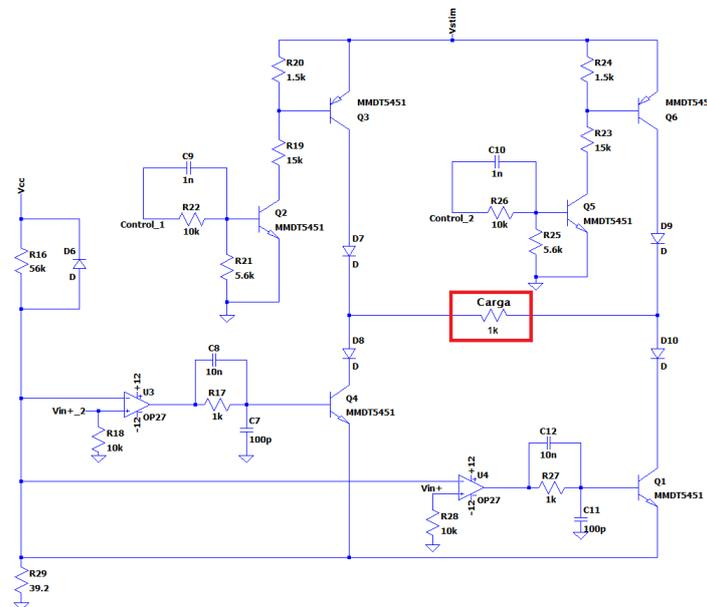 Vstim
R20
1.5k
MMDT5451
Q3
R19
15k
C9
1n
R22
10k
Control_1
Q2
MMDT5451
R21
5.6k
R24
1.5k
MMDT545
Q6
R23
15k
C10
1n
R26
10k
Control_2
Q5
MMDT5451
R25
5.6k
Vcc
R16
56k
D6
D
D7
D
D9
D
Carga
1k
D8
D
D10
D
C8
10n
R17
1k
C7
100p
Q4
MMDT5451
+12
U3
OP27
-12
Vin+_2
R18
10k
C12
10n
R27
1k
C11
100p
Q1
MMDT5451
+12
U4
OP27
-12
Vin+
R28
10k
R29
39.2